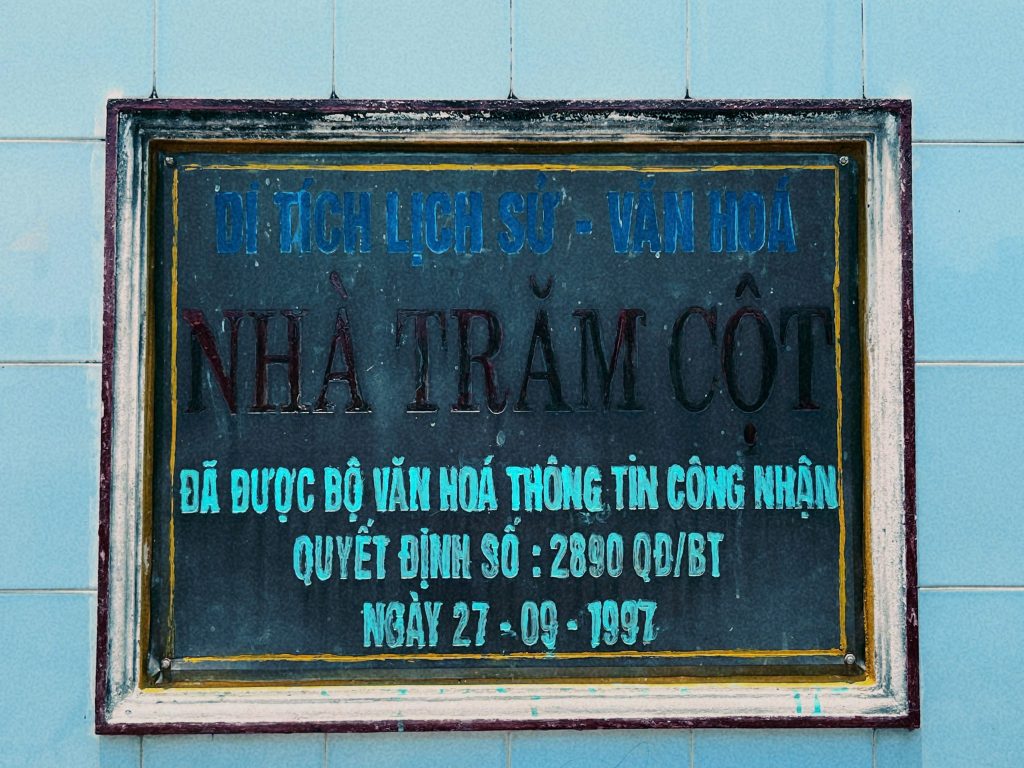 DI TÍCH LỊCH SỬ - VĂN HOÁ
NHÀ TRĂM CỘT
ĐÃ ĐƯỢC BỘ VĂN HOÁ THÔNG TIN CÔNG NHẬN
QUYẾT ĐỊNH SỐ : 2890 QĐ/BT
NGÀY 27 - 09 - 1997